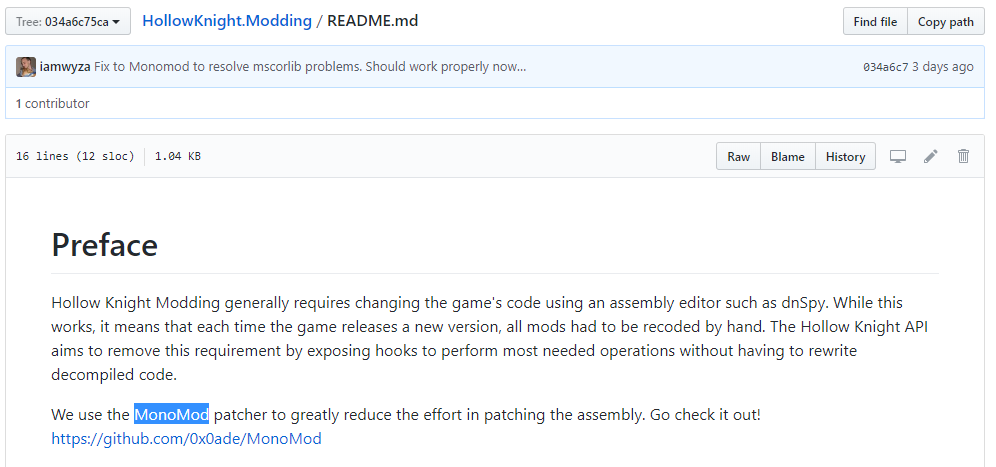 Tree: 034a6c75ca HollowKnight.Modding / README.md Find file Copy path
iamwyza Fix to Monomod to resolve mscorlib problems. Should work properly now... 034a6c7 3 days ago
1 contributor
16 lines (12 sloc) 1.04 KB Raw Blame History
Preface
Hollow Knight Modding generally requires changing the game's code using an assembly editor such as dnSpy. While this
works, it means that each time the game releases a new version, all mods had to be recoded by hand. The Hollow Knight API
aims to remove this requirement by exposing hooks to perform most needed operations without having to rewrite
decompiled code.
We use the MonoMod patcher to greatly reduce the effort in patching the assembly. Go check it out!
https://github.com/0x0ade/MonoMod